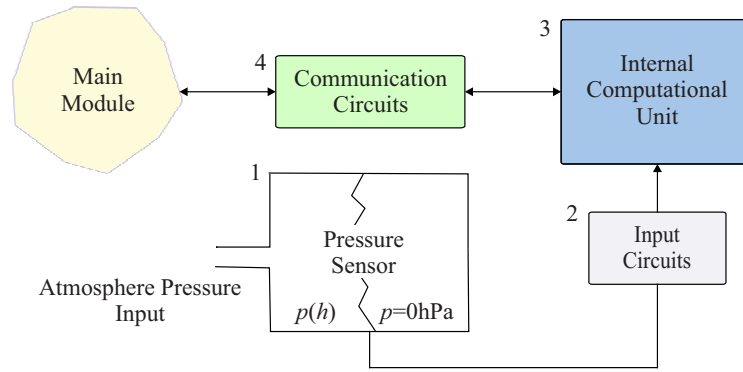 Main
Module
4
Communication
Circuits
3
Internal
Computational
Unit
1
Pressure
Sensor
p(h)
p=0hPa
Atmosphere Pressure
Input
2
Input
Circuits